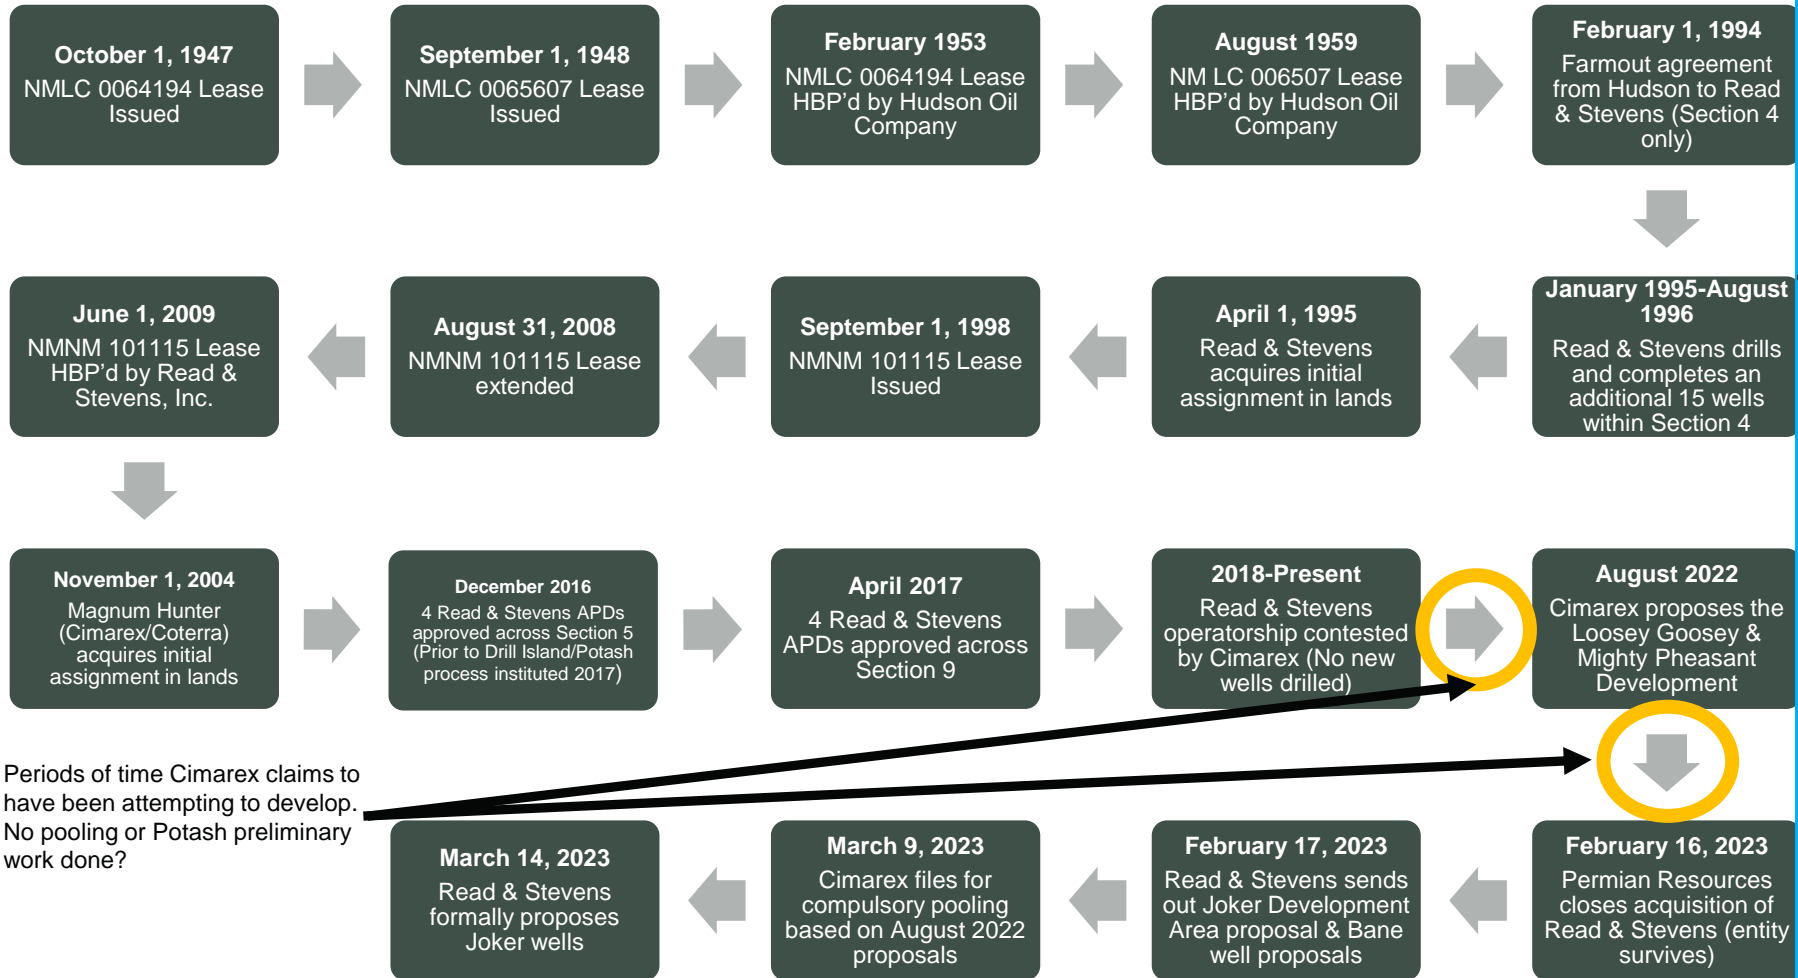 October 1, 1947
NMLC 0064194 Lease
Issued
September 1, 1948
NMLC 0065607 Lease
Issued
February 1953
NMLC 0064194 Lease
HBP'd by Hudson Oil
Company
August 1959
NM LC 006507 Lease
HBP'd by Hudson Oil
Company
February 1, 1994
Farmout agreement
from Hudson to Read
& Stevens (Section 4
only)
January 1995-August
1996
Read & Stevens drills
and completes an
additional 15 wells
within Section 4
April 1, 1995
Read & Stevens
acquires initial
assignment in lands
September 1, 1998
NMNM 101115 Lease
Issued
August 31, 2008
NMNM 101115 Lease
extended
June 1, 2009
NMNM 101115 Lease
HBP'd by Read &
Stevens, Inc.
November 1, 2004
Magnum Hunter
(Cimarex/Coterra)
acquires initial
assignment in lands
December 2016
4 Read & Stevens APDs
approved across Section 5
(Prior to Drill Island/Potash
process instituted 2017)
April 2017
4 Read & Stevens
APDs approved across
Section 9
2018-Present
Read & Stevens
operatorship contested
by Cimarex (No new
wells drilled)
August 2022
Cimarex proposes the
Loosey Goosey &
Mighty Pheasant
Development
February 16, 2023
Permian Resources
closes acquisition of
Read & Stevens (entity
survives)
February 17, 2023
Read & Stevens sends
out Joker Development
Area proposal & Bane
well proposals
March 9, 2023
Cimarex files for
compulsory pooling
based on August 2022
proposals
March 14, 2023
Read & Stevens
formally proposes
Joker wells
Periods of time Cimarex claims to
have been attempting to develop.
No pooling or Potash preliminary
work done?